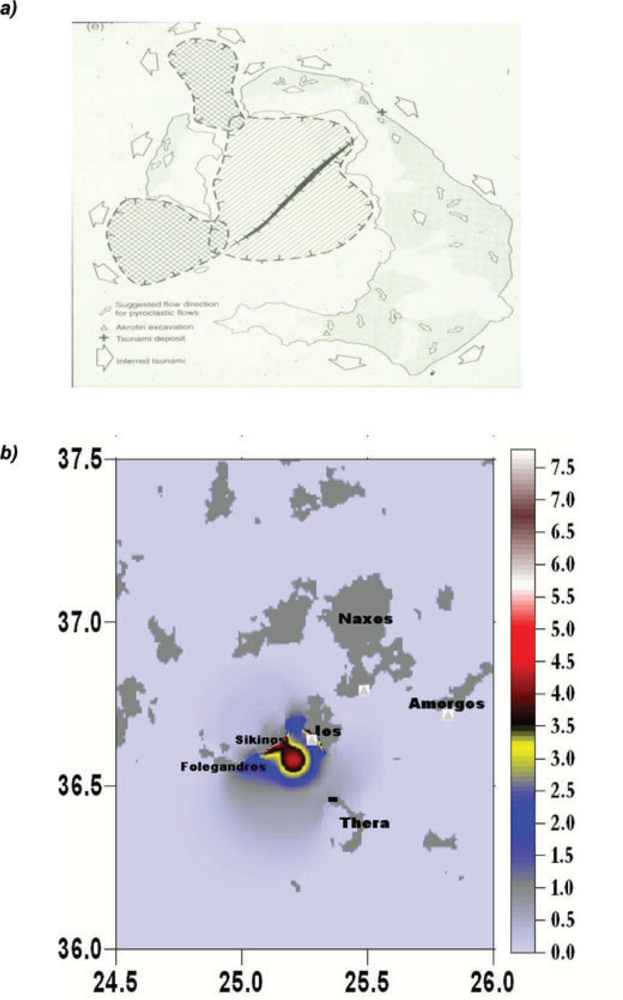 a)
(e)
Suggested flow direction
for pyroclastic flows
Akrotiri excavation
Tsunami deposit
Inferred tsunami
b)
37.5
37.0
36.5
36.0
24.5
25.0
25.5
26.0
Naxos
Amorgos
Ios
Sikinos
Folegandros
Thera
7.5
7.0
6.5
6.0
5.5
5.0
4.5
4.0
3.5
3.0
2.5
2.0
1.5
1.0
0.5
0.0